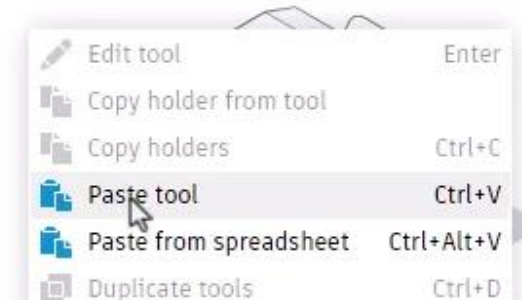 Edit tool Enter
Copy holder from tool
Copy holders Ctrl+C
Paste tool Ctrl+V
Paste from spreadsheet Ctrl+Alt+V
Duplicate tools Ctrl+D